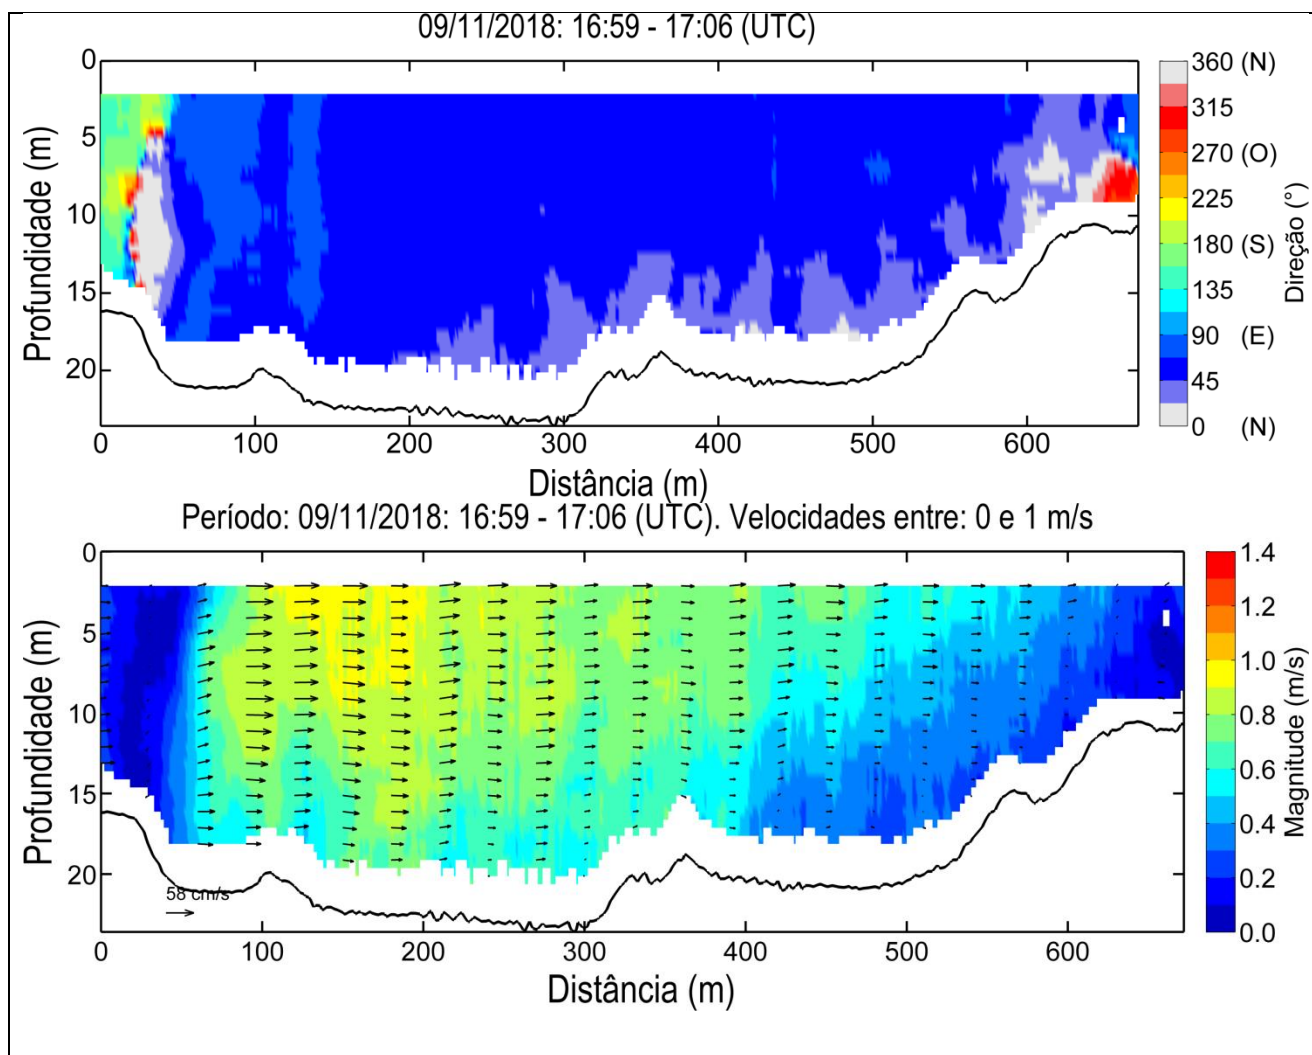 09/11/2018: 16:59 - 17:06 (UTC)
0
5
10
15
20
Profundidade (m)
0 100 200 300 400 500 600
Distância (m)
360 (N)
315
270 (O)
225
180 (S)
135
90 (E)
45
0 (N)
Direção (°)
Período: 09/11/2018: 16:59 - 17:06 (UTC). Velocidades entre: 0 e 1 m/s
0
5
10
15
20
Profundidade (m)
58 cm/s
0 100 200 300 400 500 600
Distância (m)
1.4
1.2
1.0
0.8
0.6
0.4
0.2
0.0
Magnitude (m/s)